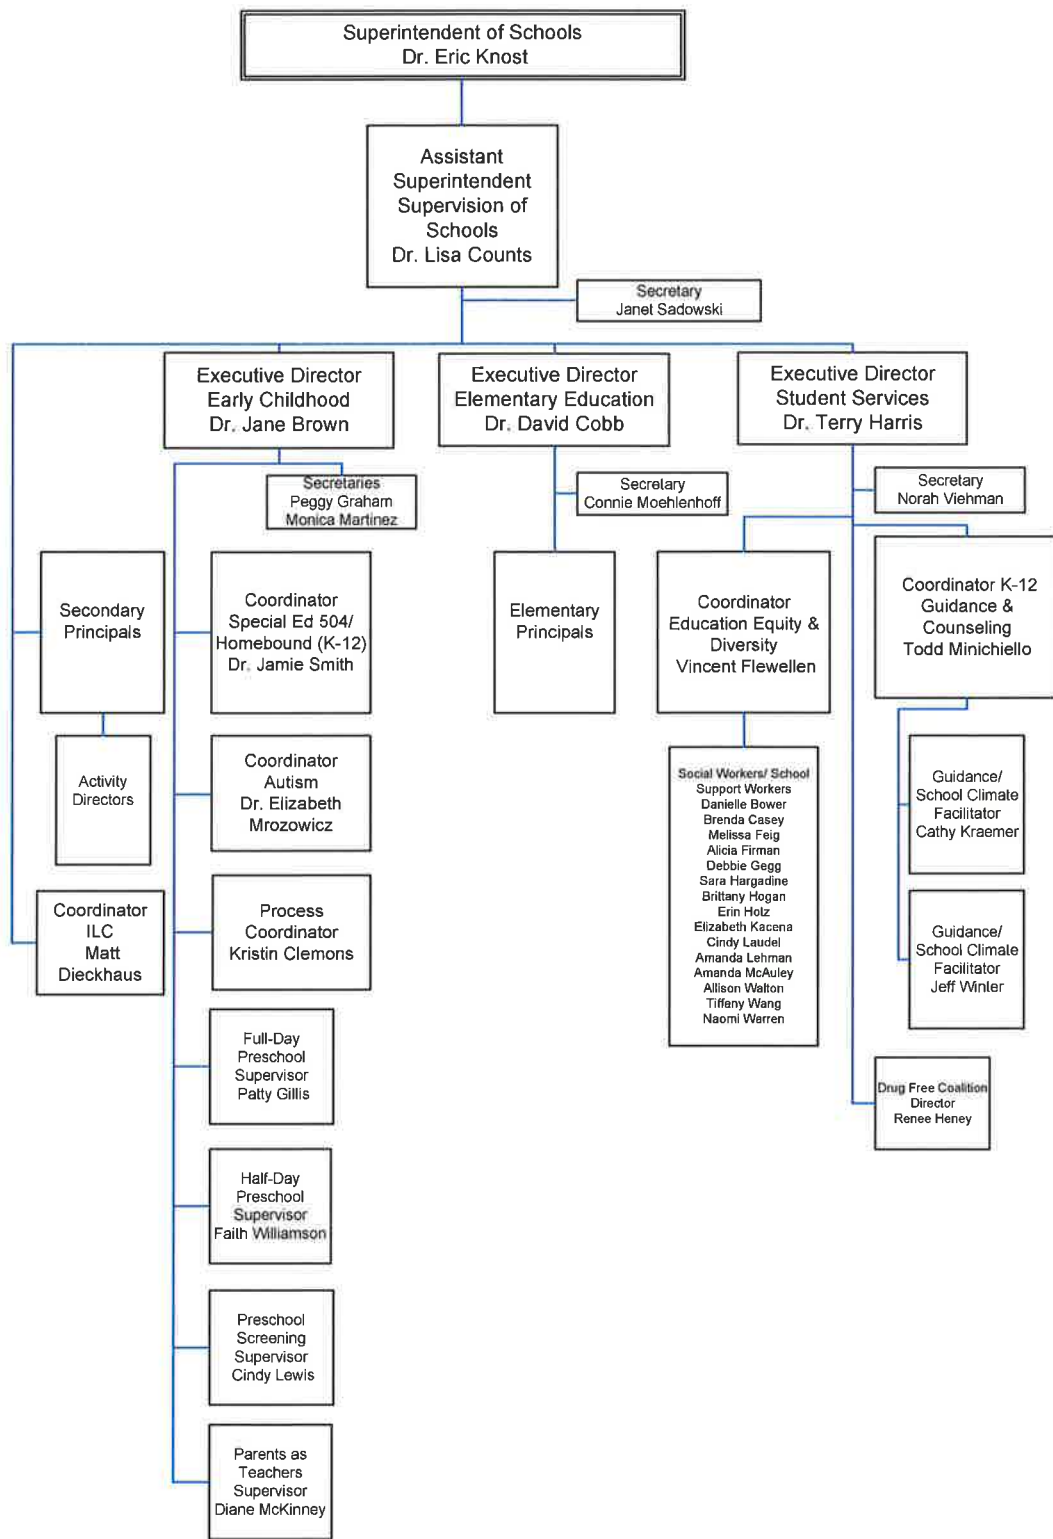 Superintendent of Schools
Dr. Eric Knost
Assistant
Superintendent
Supervision of
Schools
Dr. Lisa Counts
Secretary
Janet Sadowski
Executive Director
Early Childhood
Dr. Jane Brown
Executive Director
Elementary Education
Dr. David Cobb
Executive Director
Student Services
Dr. Terry Harris
Secretaries
Peggy Graham
Monica Martinez
Secretary
Connie Moehlenhoff
Secretary
Norah Viehman
Secondary
Principals
Coordinator
Special Ed 504/
Homebound (K-12)
Dr. Jamie Smith
Elementary
Principals
Coordinator
Education Equity &
Diversity
Vincent Flewellen
Coordinator K-12
Guidance &
Counseling
Todd Minichiello
Activity
Directors
Coordinator
Autism
Dr. Elizabeth
Mrozowicz
Social Workers/ School
Support Workers
Danielle Bower
Brenda Casey
Melissa Feig
Alicia Firman
Debbie Gegg
Sara Hargadine
Brittany Hogan
Erin Holz
Elizabeth Kacena
Cindy Laudel
Amanda Lehman
Amanda McAuley
Allison Walton
Tiffany Wang
Naomi Warren
Guidance/
School Climate
Facilitator
Cathy Kraemer
Coordinator
ILC
Matt
Dieckhaus
Process
Coordinator
Kristin Clemons
Guidance/
School Climate
Facilitator
Jeff Winter
Full-Day
Preschool
Supervisor
Patty Gillis
Drug Free Coalition
Director
Renee Heney
Half-Day
Preschool
Supervisor
Faith Williamson
Preschool
Screening
Supervisor
Cindy Lewis
Parents as
Teachers
Supervisor
Diane McKinney